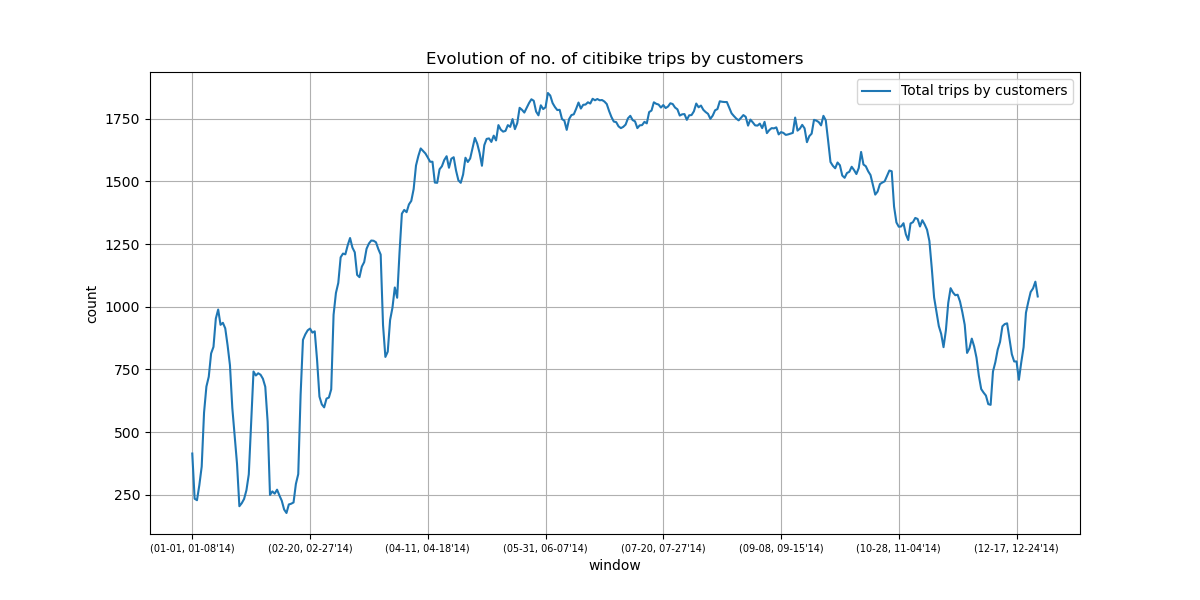 Evolution of no. of citibike trips by customers
Total trips by customers
1750
1500
1250
1000
750
500
250
count
(01-01, 01-08'14) (02-20, 02-27'14) (04-11, 04-18'14) (05-31, 06-07'14) (07-20, 07-27'14) (09-08, 09-15'14) (10-28, 11-04'14) (12-17, 12-24'14)
window